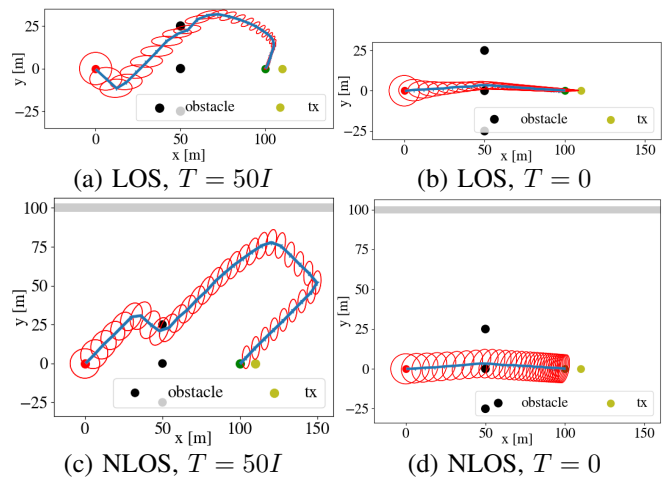 25
0
−25
y [m]
0
50
100
x [m]
obstacle
tx
(a) LOS, T = 50I
25
0
−25
y [m]
0
50
100
x [m]
obstacle
tx
(b) LOS, T = 0
100
75
50
25
0
−25
y [m]
0
50
100
150
x [m]
obstacle
tx
(c) NLOS, T = 50I
100
75
50
25
0
−25
y [m]
0
50
100
150
x [m]
obstacle
tx
(d) NLOS, T = 0